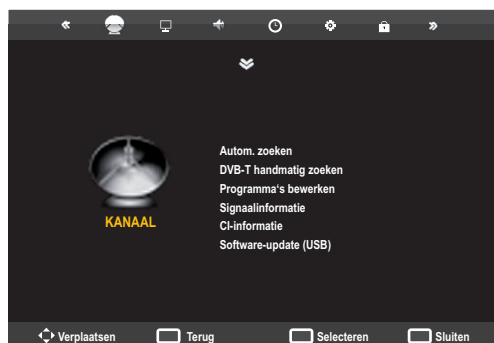 KANAAL
Autom. zoeken
DVB-T handmatig zoeken
Programma's bewerken
Signaalinformatie
CI-informatie
Software-update (USB)
Verplaatsen Terug Selecteren Sluiten